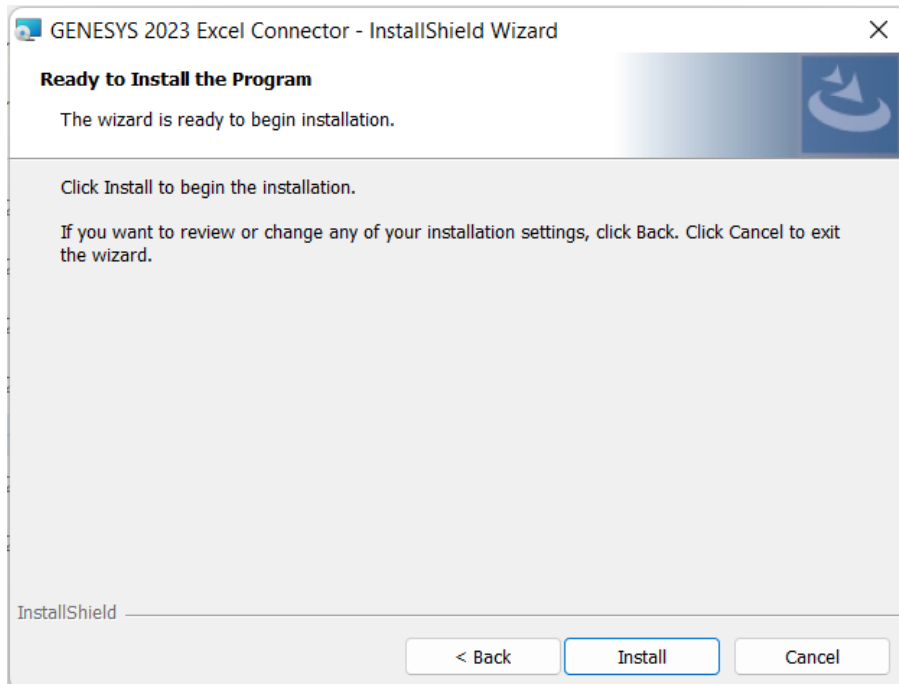 GENESYS 2023 Excel Connector - InstallShield Wizard
Ready to Install the Program
The wizard is ready to begin installation.
Click Install to begin the installation.
If you want to review or change any of your installation settings, click Back. Click Cancel to exit
the wizard.
InstallShield
< Back Install Cancel